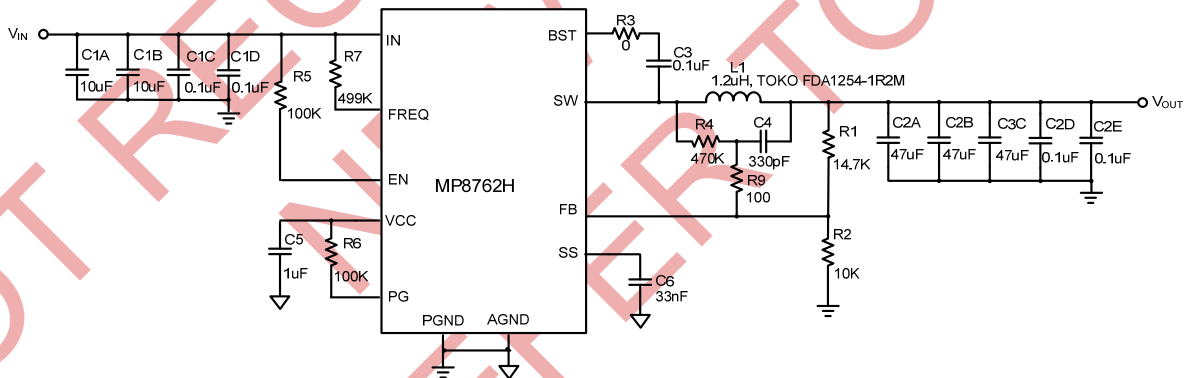 VIN
C1A
10uF
C1B
10uF
C1C
0.1uF
C1D
0.1uF
R5
100K
R7
499K
IN
FREQ
EN
VCC
PG
PGND
AGND
MP8762H
BST
SW
FB
SS
C5
1uF
R6
100K
R3
0
C3
0.1uF
L1
1.2uH, TOKO FDA1254-1R2M
R4
470K
C4
330pF
R9
100
R1
14.7K
R2
10K
C6
33nF
C2A
47uF
C2B
47uF
C3C
47uF
C2D
0.1uF
C2E
0.1uF
VOUT